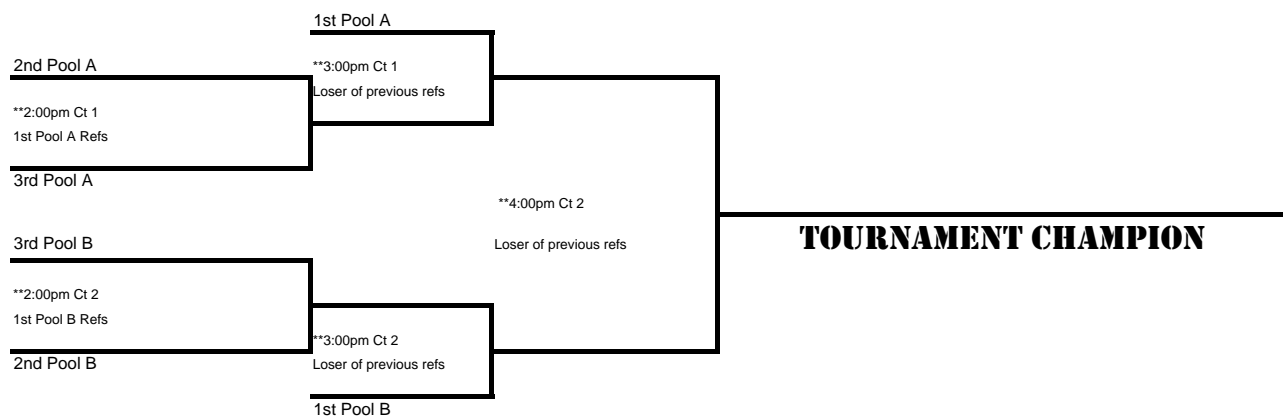 1st Pool A
2nd Pool A
**3:00pm Ct 1
Loser of previous refs
**2:00pm Ct 1
1st Pool A Refs
3rd Pool A
**4:00pm Ct 2
Loser of previous refs
TOURNAMENT CHAMPION
3rd Pool B
**2:00pm Ct 2
1st Pool B Refs
**3:00pm Ct 2
Loser of previous refs
2nd Pool B
1st Pool B